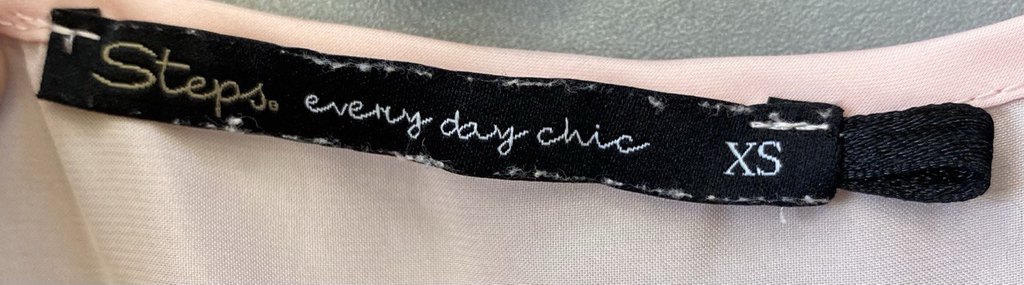 Steps® every day chic XS